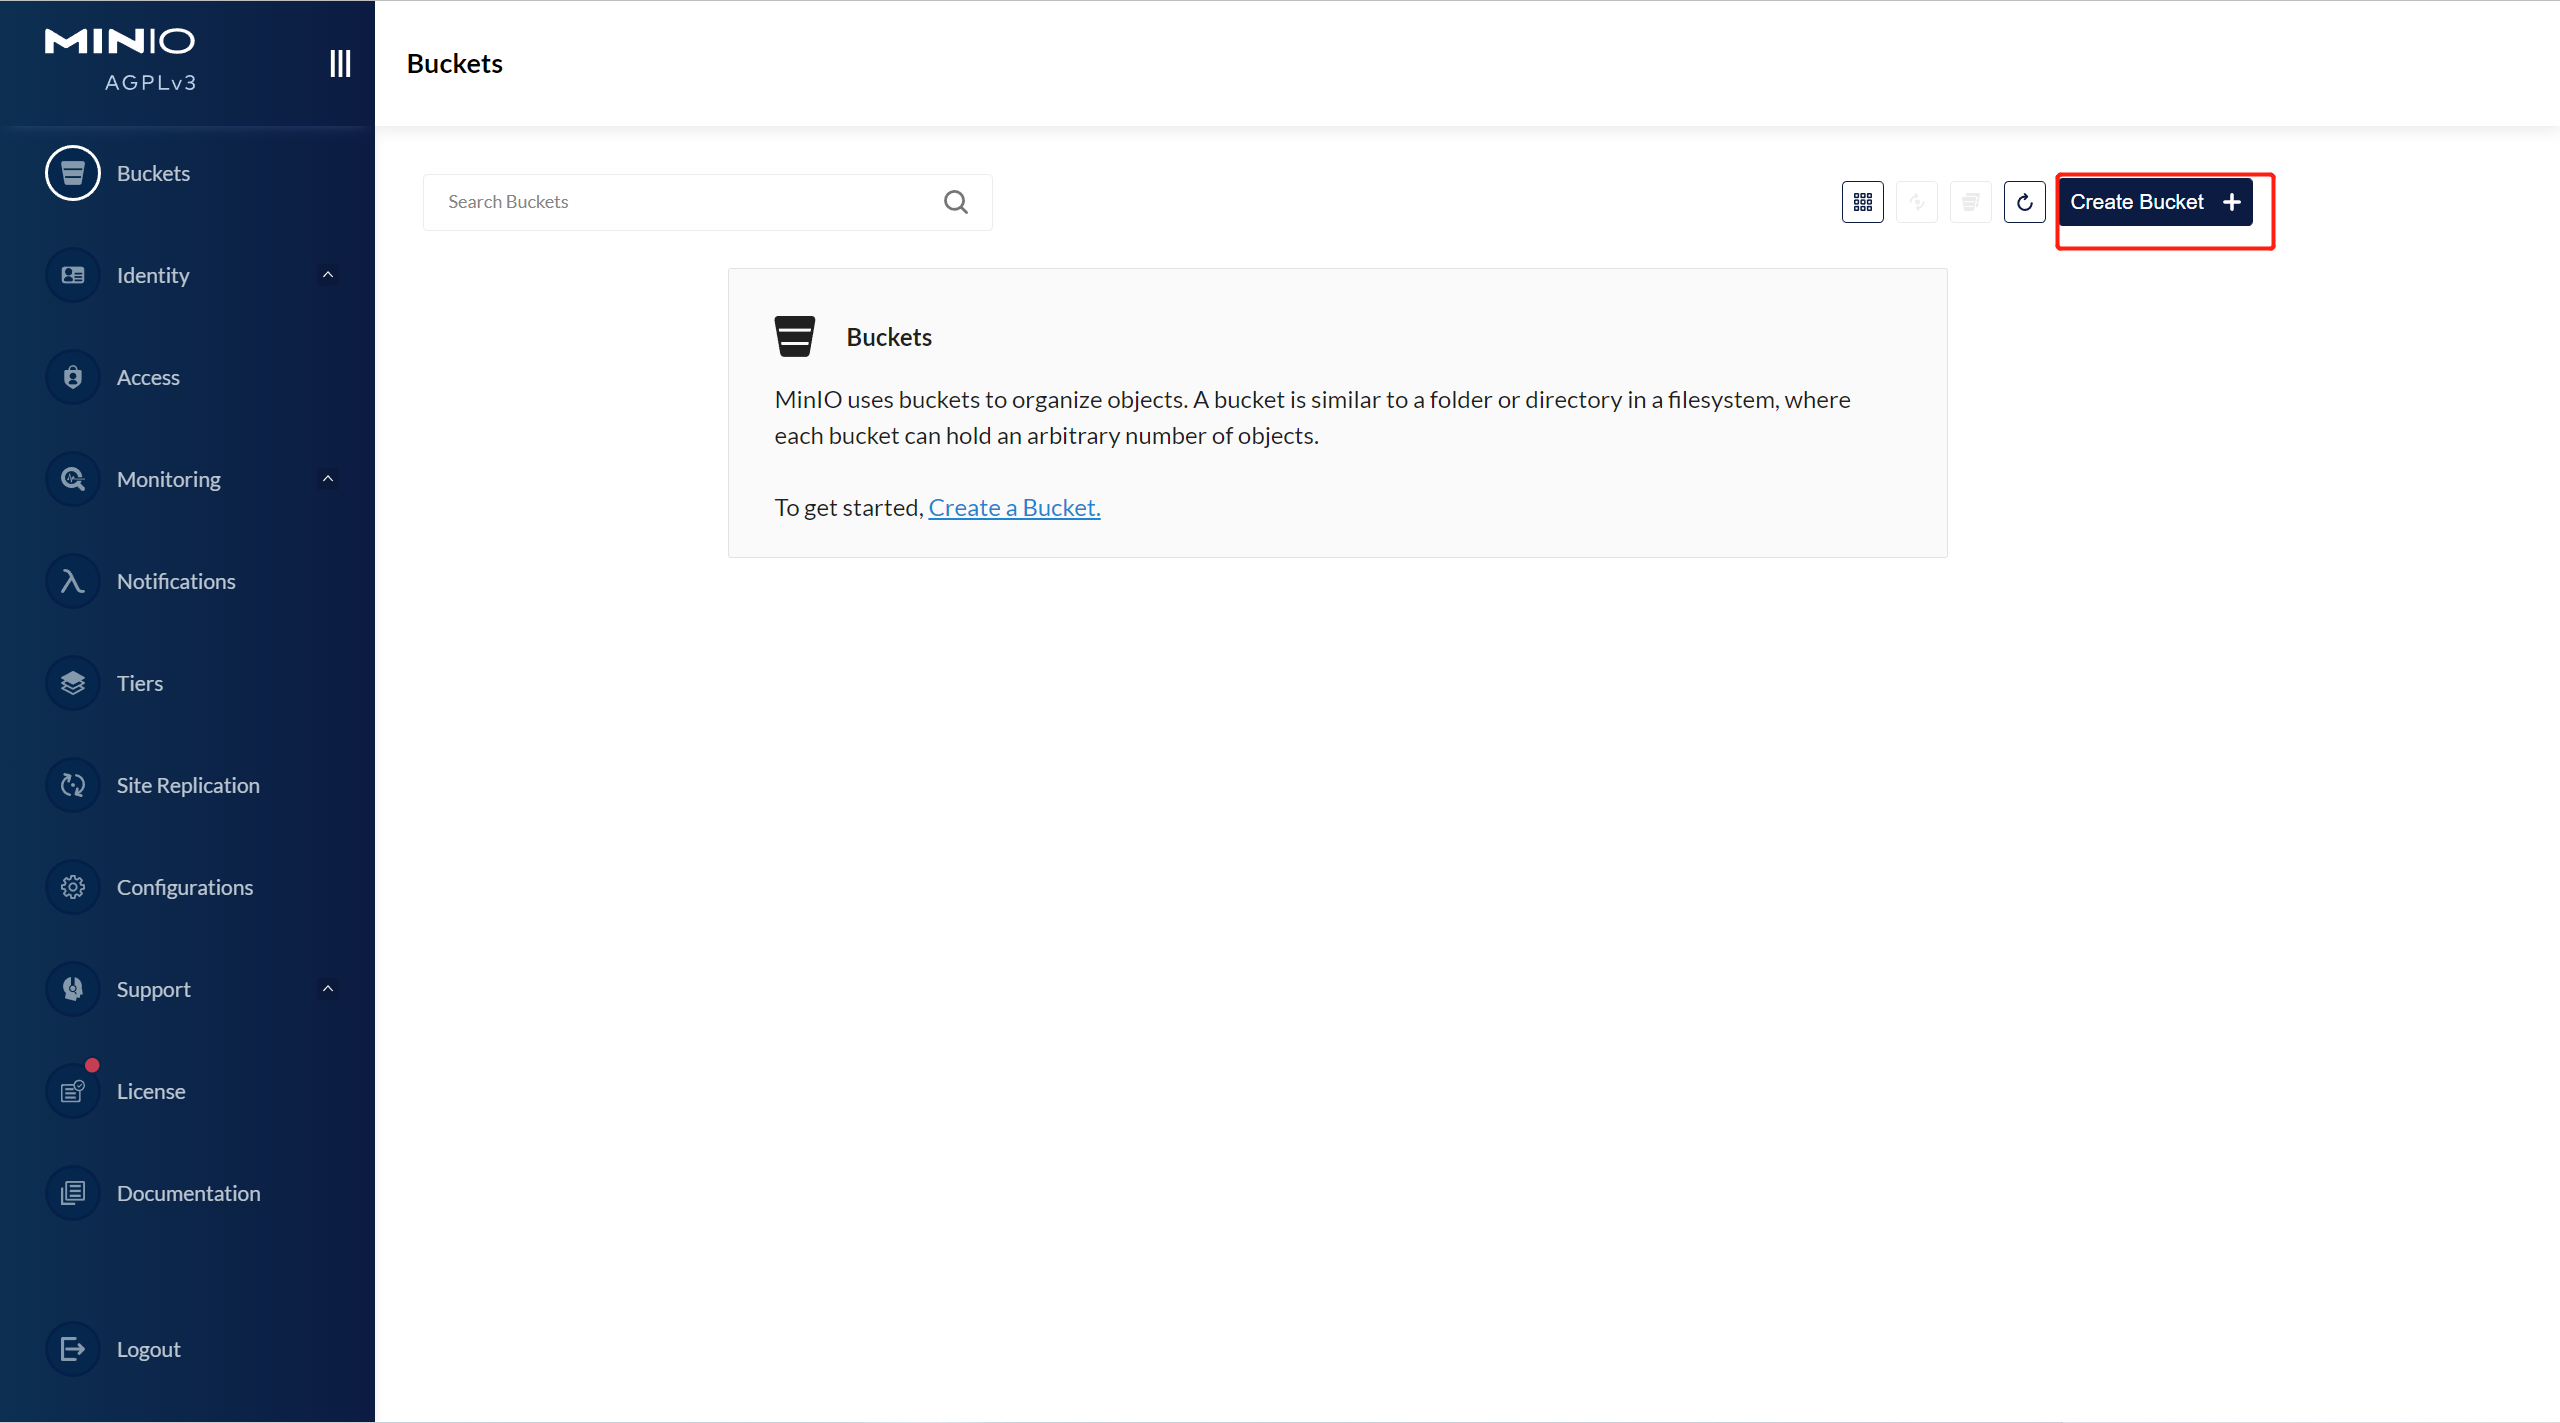 MINIO
AGPLv3
Buckets
Buckets
Identity
Access
Monitoring
Notifications
Tiers
Site Replication
Configurations
Support
License
Documentation
Logout
Search Buckets
Create Bucket +
Buckets
MinIO uses buckets to organize objects. A bucket is similar to a folder or directory in a filesystem, where
each bucket can hold an arbitrary number of objects.
To get started, Create a Bucket.